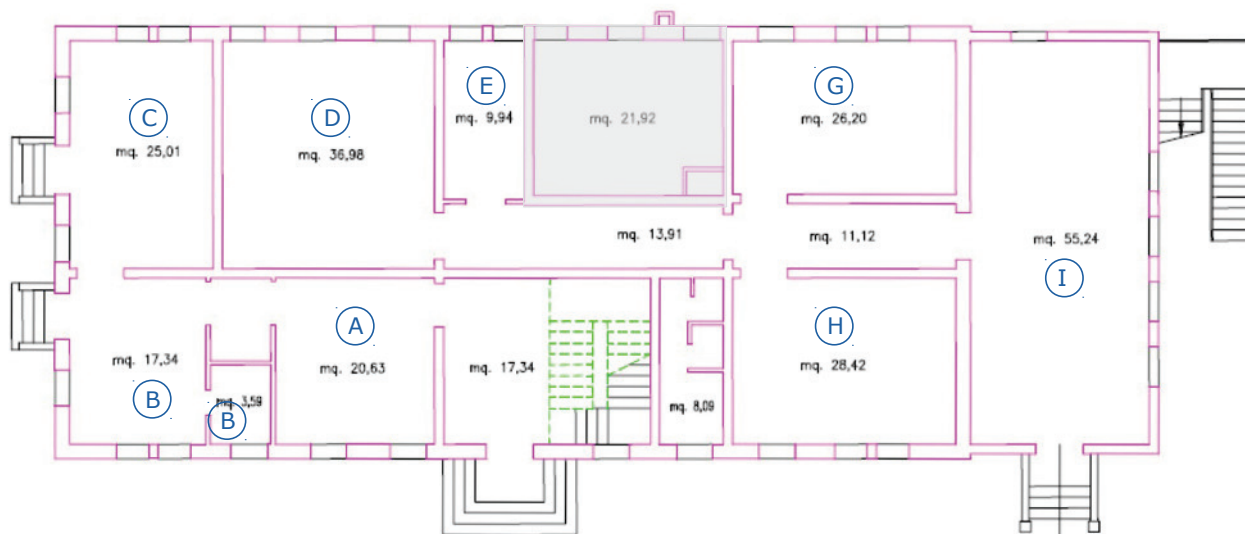 E
G
C
D
mq. 9,94
mq. 21,92
mq. 26,20
mq. 25,01
mq. 36,98
mq. 13,91
mq. 11,12
mq. 55,24
I
A
H
mq. 17,34
mq. 20,63
mq. 17,34
mq. 28,42
B
mq. 3,59
B
mq. 8,09